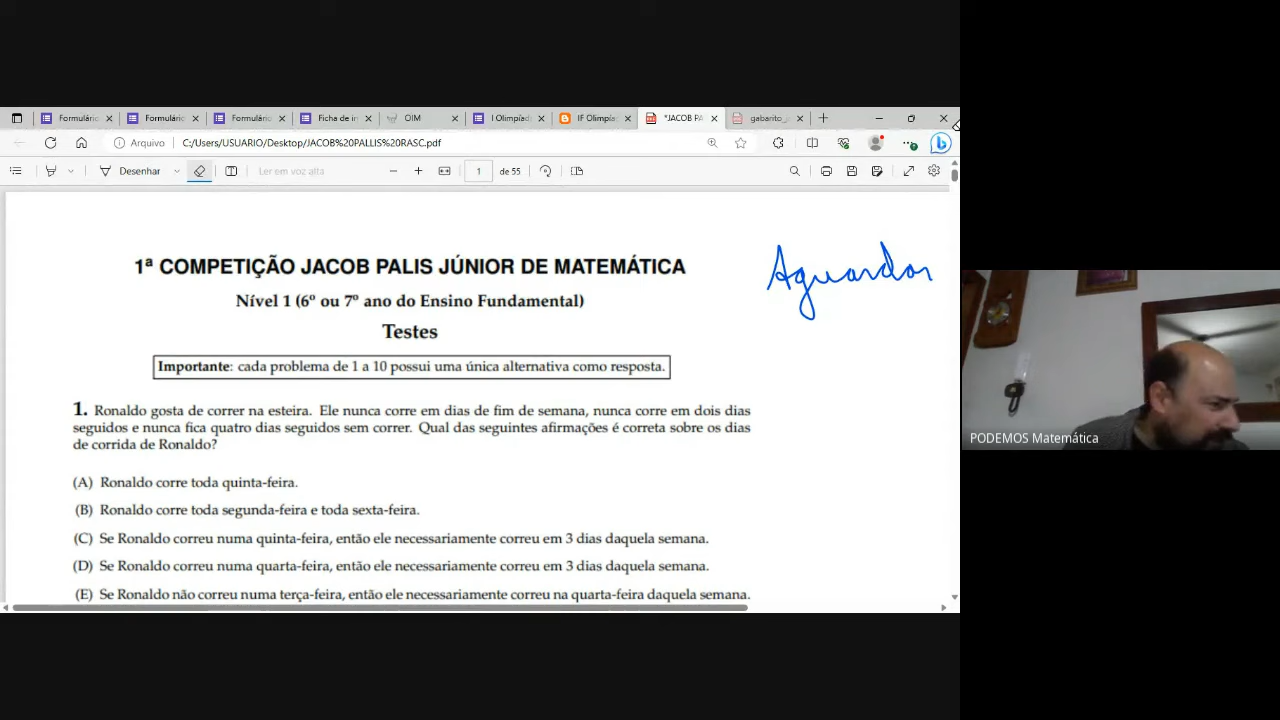 Formulário
Formulário
Formulário
Ficha de in
OIM
I Olimpíad
IF Olimpía
*JACOB PA
gabarito_j
Arquivo
C:/Users/USUARIO/Desktop/JACOB%20PALLIS%20RASC.pdf
Desenhar
Ler em voz alta
1
de 55
1ª COMPETIÇÃO JACOB PALIS JÚNIOR DE MATEMÁTICA
Aguardar
Nível 1 (6º ou 7º ano do Ensino Fundamental)
Testes
Importante: cada problema de 1 a 10 possui uma única alternativa como resposta.
1. Ronaldo gosta de correr na esteira. Ele nunca corre em dias de fim de semana, nunca corre em dois dias
seguidos e nunca fica quatro dias seguidos sem correr. Qual das seguintes afirmações é correta sobre os dias
de corrida de Ronaldo?
(A) Ronaldo corre toda quinta-feira.
(B) Ronaldo corre toda segunda-feira e toda sexta-feira.
(C) Se Ronaldo correu numa quinta-feira, então ele necessariamente correu em 3 dias daquela semana.
(D) Se Ronaldo correu numa quarta-feira, então ele necessariamente correu em 3 dias daquela semana.
(E) Se Ronaldo não correu numa terça-feira, então ele necessariamente correu na quarta-feira daquela semana.
PODEMOS Matemática